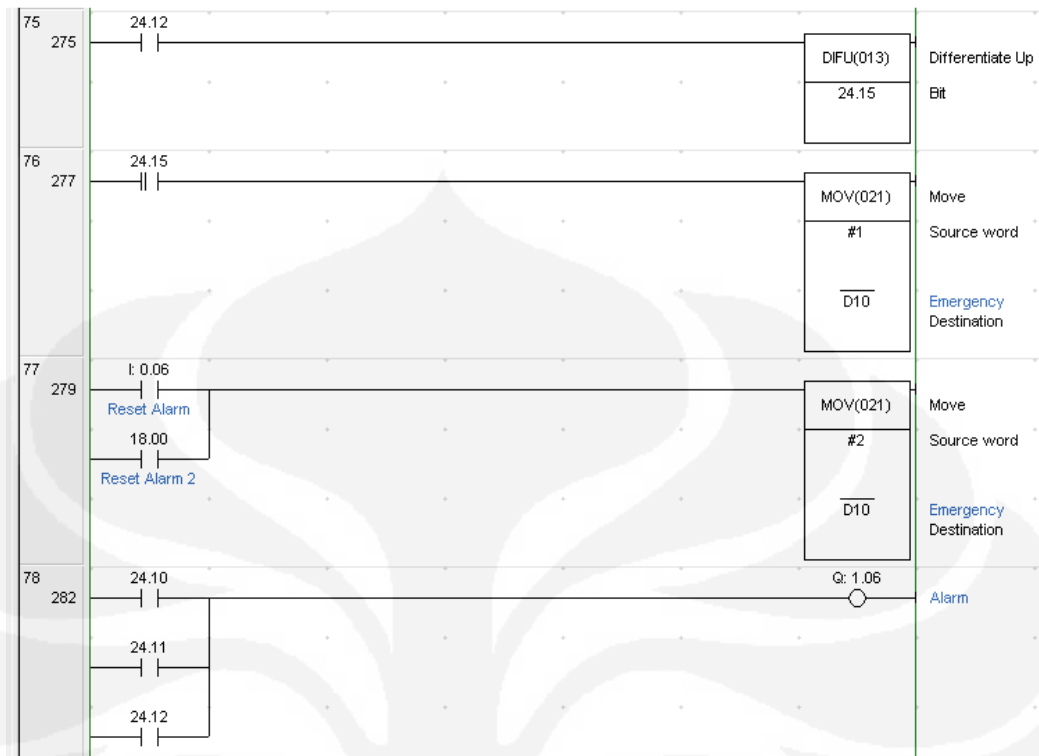 75
275
24.12
DIFU(013)
Differentiate Up
24.15
Bit
76
277
24.15
MOV(021)
Move
#1
Source word
D10
Emergency
Destination
77
279
I: 0.06
Reset Alarm
18.00
Reset Alarm 2
MOV(021)
Move
#2
Source word
D10
Emergency
Destination
78
282
24.10
Q: 1.06
Alarm
24.11
24.12